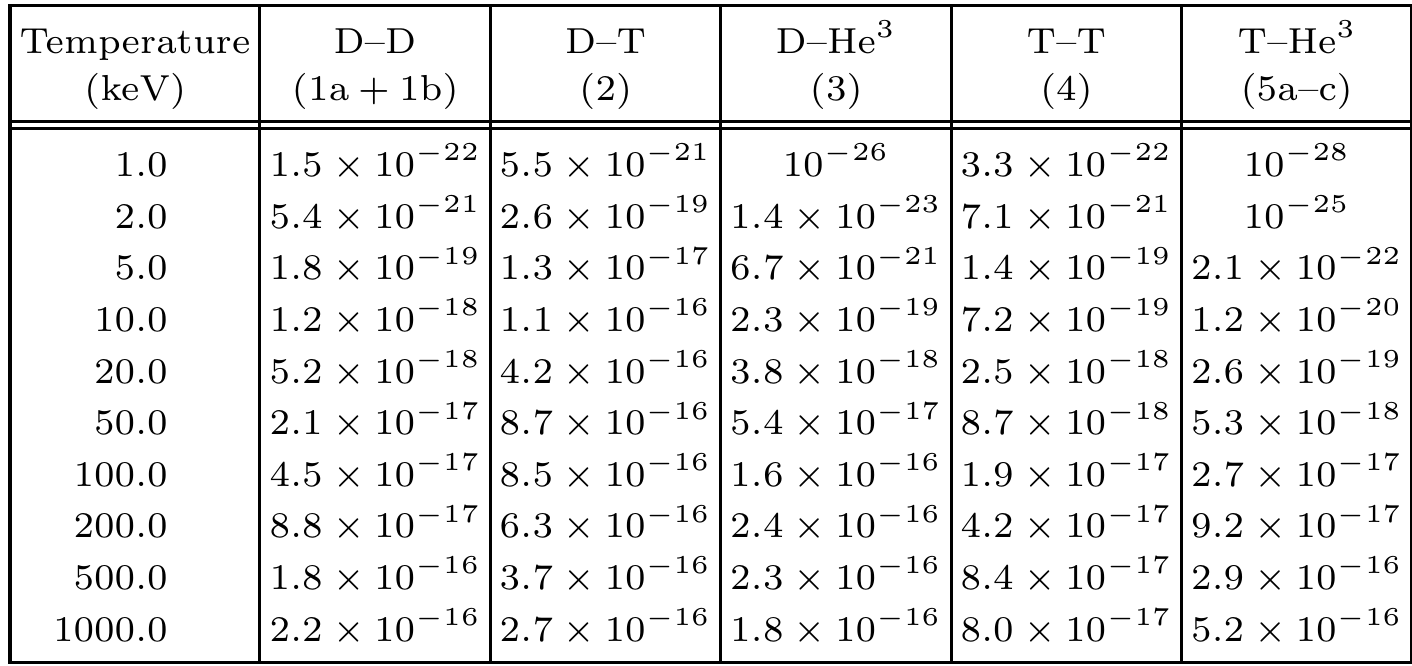 Temperature D–D D–T D–He³ T–T T–He³
(keV) (1a + 1b) (2) (3) (4) (5a–c)
1.0 1.5 × 10⁻²² 5.5 × 10⁻²¹ 10⁻²⁶ 3.3 × 10⁻²² 10⁻²⁸
2.0 5.4 × 10⁻²¹ 2.6 × 10⁻¹⁹ 1.4 × 10⁻²³ 7.1 × 10⁻²¹ 10⁻²⁵
5.0 1.8 × 10⁻¹⁹ 1.3 × 10⁻¹⁷ 6.7 × 10⁻²¹ 1.4 × 10⁻¹⁹ 2.1 × 10⁻²²
10.0 1.2 × 10⁻¹⁸ 1.1 × 10⁻¹⁶ 2.3 × 10⁻¹⁹ 7.2 × 10⁻¹⁹ 1.2 × 10⁻²⁰
20.0 5.2 × 10⁻¹⁸ 4.2 × 10⁻¹⁶ 3.8 × 10⁻¹⁸ 2.5 × 10⁻¹⁸ 2.6 × 10⁻¹⁹
50.0 2.1 × 10⁻¹⁷ 8.7 × 10⁻¹⁶ 5.4 × 10⁻¹⁷ 8.7 × 10⁻¹⁸ 5.3 × 10⁻¹⁸
100.0 4.5 × 10⁻¹⁷ 8.5 × 10⁻¹⁶ 1.6 × 10⁻¹⁶ 1.9 × 10⁻¹⁷ 2.7 × 10⁻¹⁷
200.0 8.8 × 10⁻¹⁷ 6.3 × 10⁻¹⁶ 2.4 × 10⁻¹⁶ 4.2 × 10⁻¹⁷ 9.2 × 10⁻¹⁷
500.0 1.8 × 10⁻¹⁶ 3.7 × 10⁻¹⁶ 2.3 × 10⁻¹⁶ 8.4 × 10⁻¹⁷ 2.9 × 10⁻¹⁶
1000.0 2.2 × 10⁻¹⁶ 2.7 × 10⁻¹⁶ 1.8 × 10⁻¹⁶ 8.0 × 10⁻¹⁷ 5.2 × 10⁻¹⁶